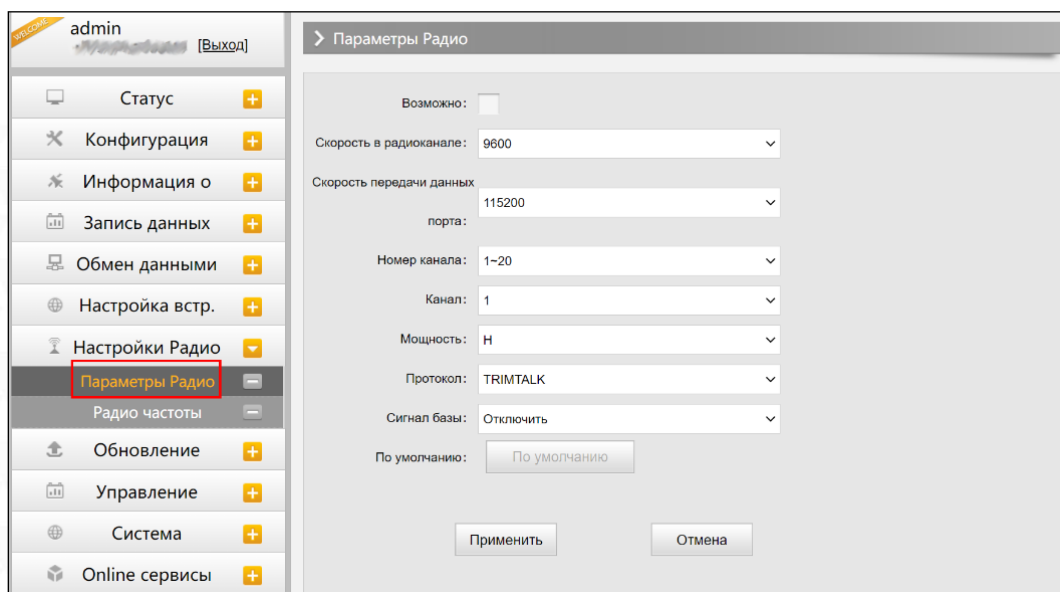 WELCOME
admin
[Выход]
Статус
Конфигурация
Информация о
Запись данных
Обмен данными
Настройка встр.
Настройки Радио
Параметры Радио
Радио частоты
Обновление
Управление
Система
Online сервисы
Параметры Радио
Возможно:
Скорость в радиоканале: 9600
Скорость передачи данных
порта: 115200
Номер канала: 1~20
Канал: 1
Мощность: H
Протокол: TRIMTALK
Сигнал базы: Отключить
По умолчанию: По умолчанию
Применить Отмена